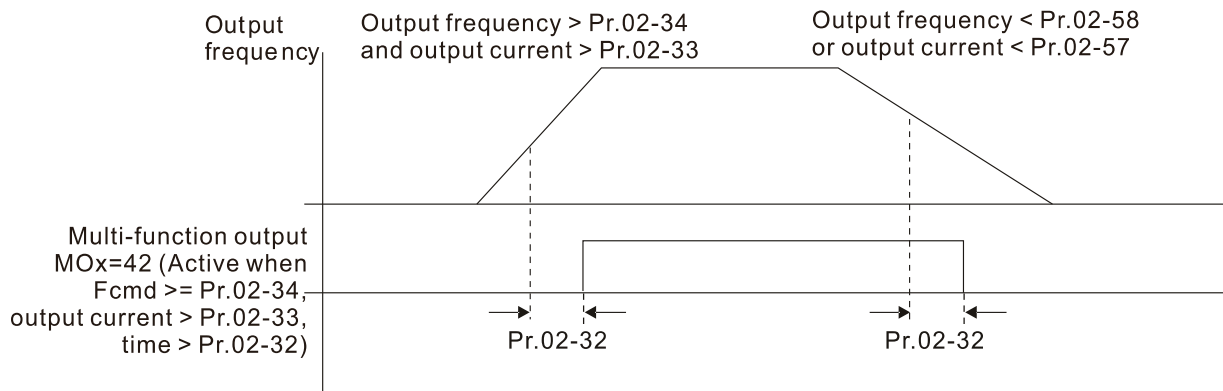 Output
frequency
Output frequency > Pr.02-34
and output current > Pr.02-33
Output frequency < Pr.02-58
or output current < Pr.02-57
Multi-function output
MOx=42 (Active when
Fcmd >= Pr.02-34,
output current > Pr.02-33,
time > Pr.02-32)
Pr.02-32
Pr.02-32